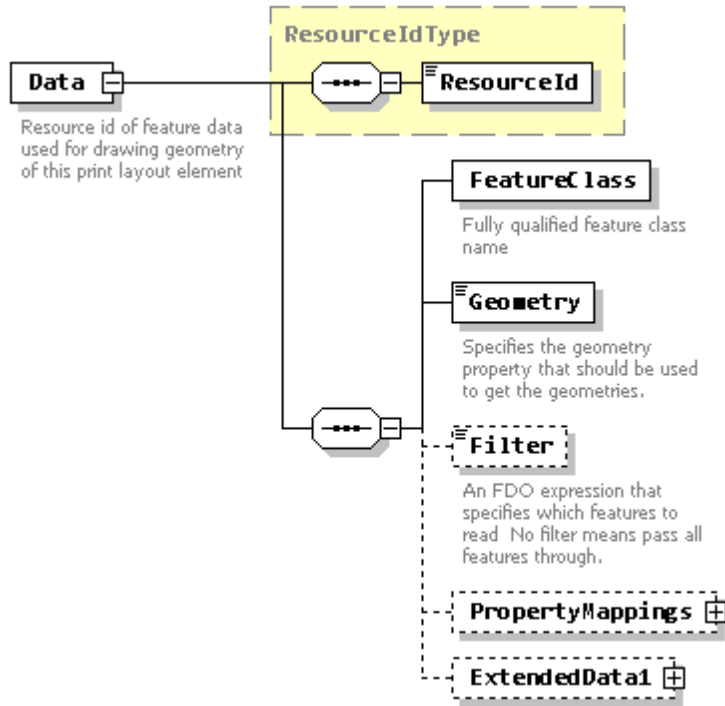 ResourceIdType
Data
ResourceId
Resource id of feature data
used for drawing geometry
of this print layout element
FeatureClass
Fully qualified feature class
name
Geometry
Specifies the geometry
property that should be used
to get the geometries.
Filter
An FDO expression that
specifies which features to
read  No filter means pass all
features through.
PropertyMappings
ExtendedData1